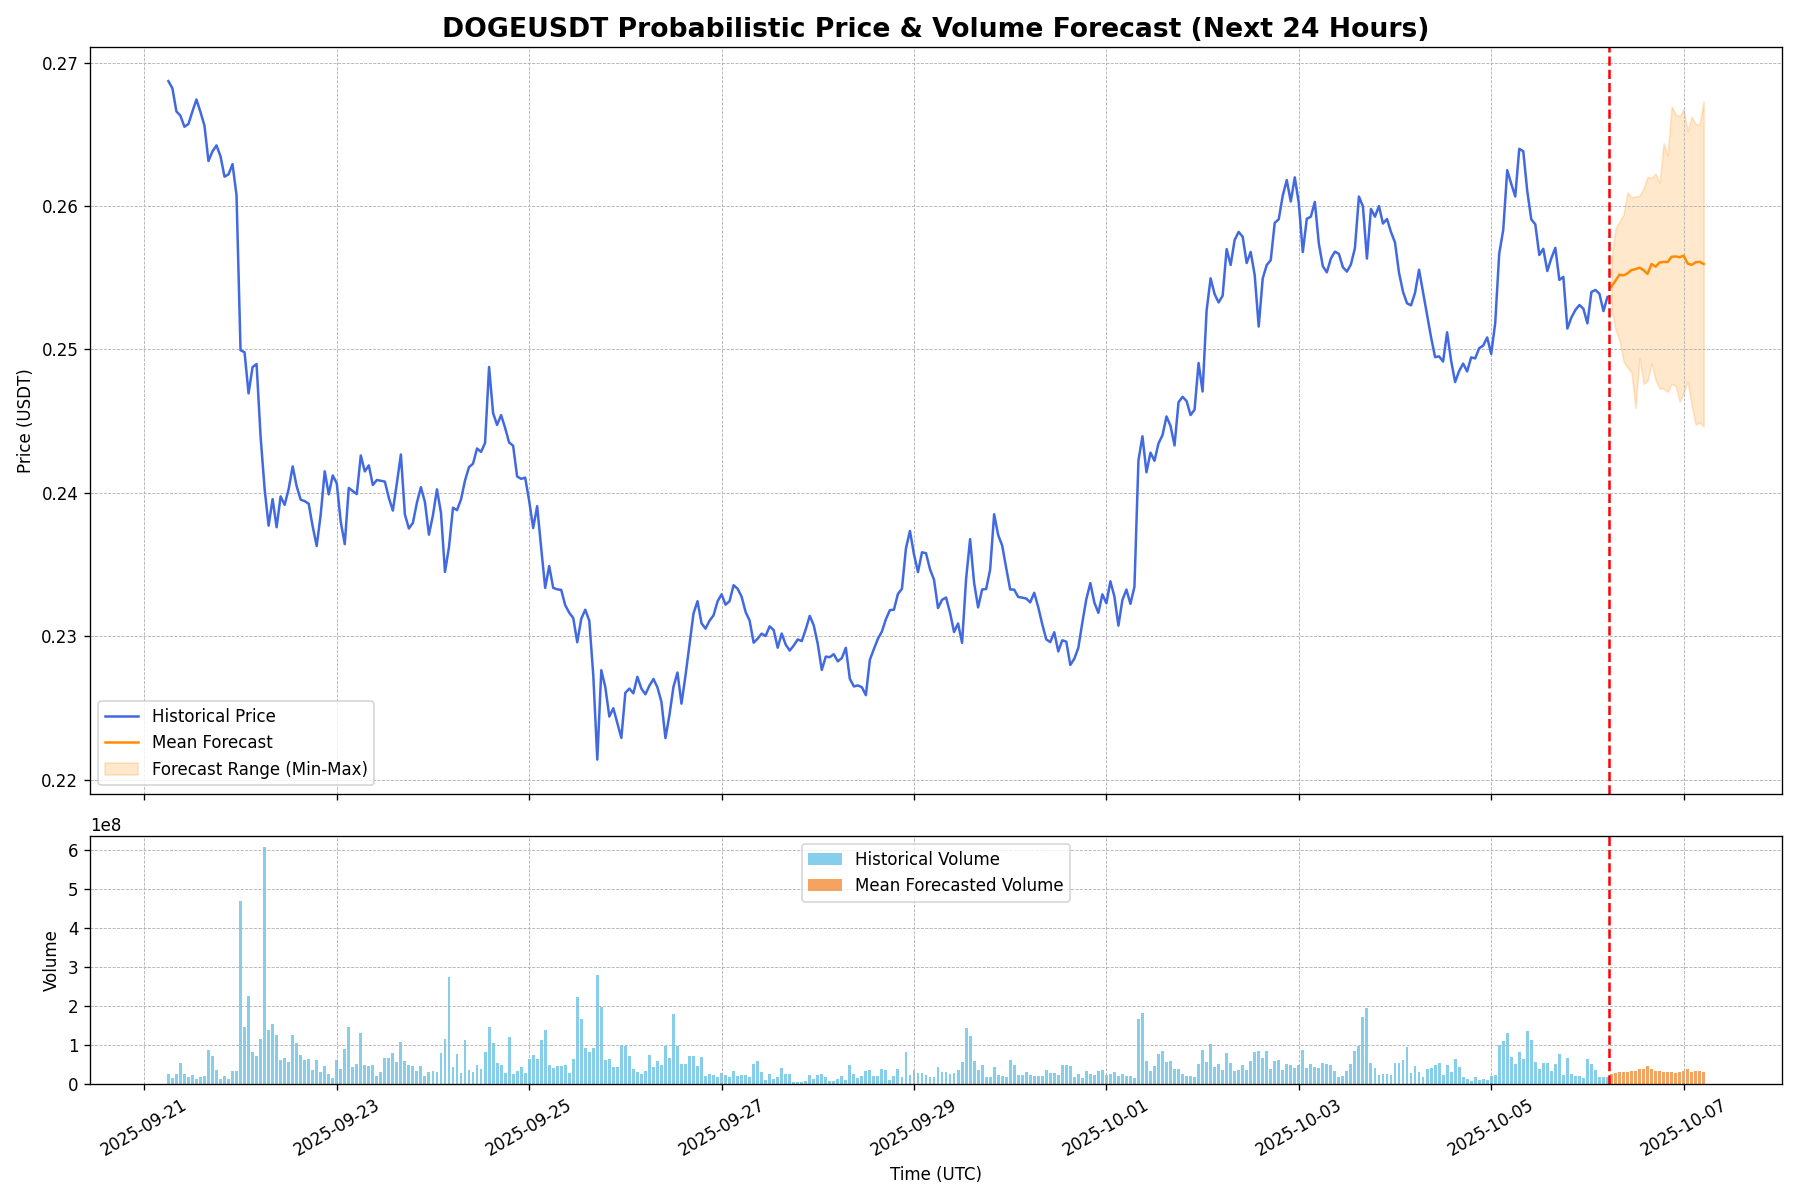 DOGEUSDT Probabilistic Price & Volume Forecast (Next 24 Hours)
0.27
0.26
0.25
0.24
0.23
0.22
Price (USDT)
Historical Price
Mean Forecast
Forecast Range (Min-Max)
1e8
6
5
4
3
2
1
0
Volume
Historical Volume
Mean Forecasted Volume
2025-09-21
2025-09-23
2025-09-25
2025-09-27
2025-09-29
2025-10-01
2025-10-03
2025-10-05
2025-10-07
Time (UTC)